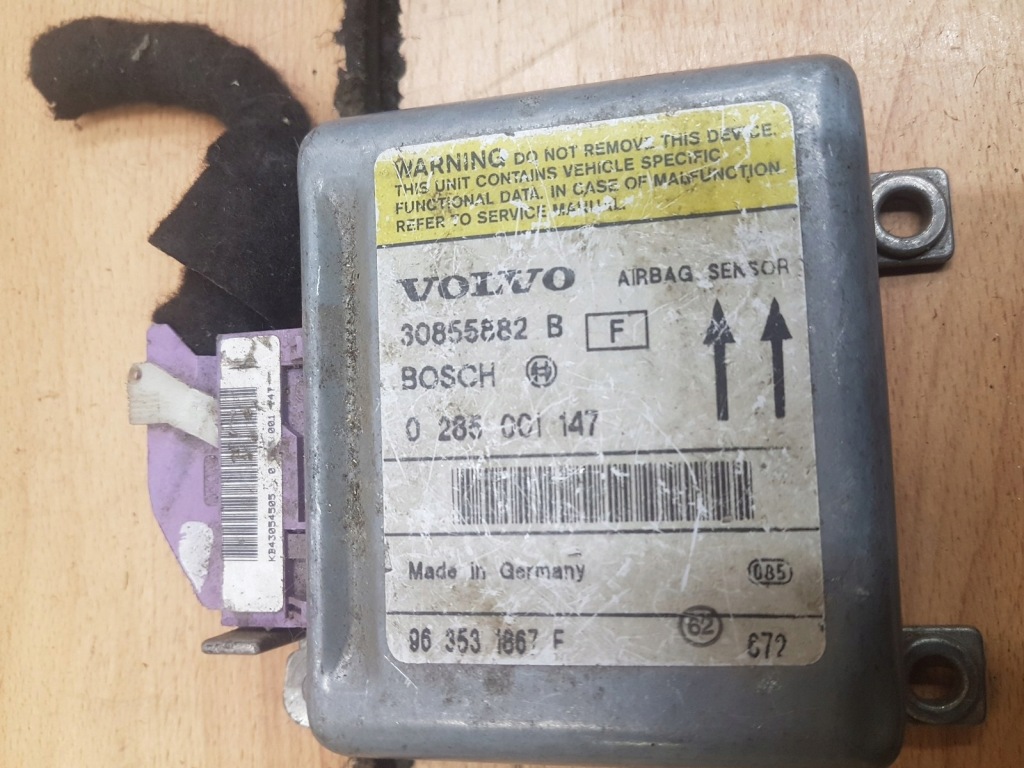 WARNING DO NOT REMOVE THIS DEVICE.
THIS UNIT CONTAINS VEHICLE SPECIFIC
FUNCTIONAL DATA. IN CASE OF MALFUNCTION
REFER TO SERVICE MANUAL.
VOLVO AIRBAG SENSOR
30855882 B F
BOSCH
0 285 001 147
Made in Germany 085
62
96 353 1867 F 672
KB43054505